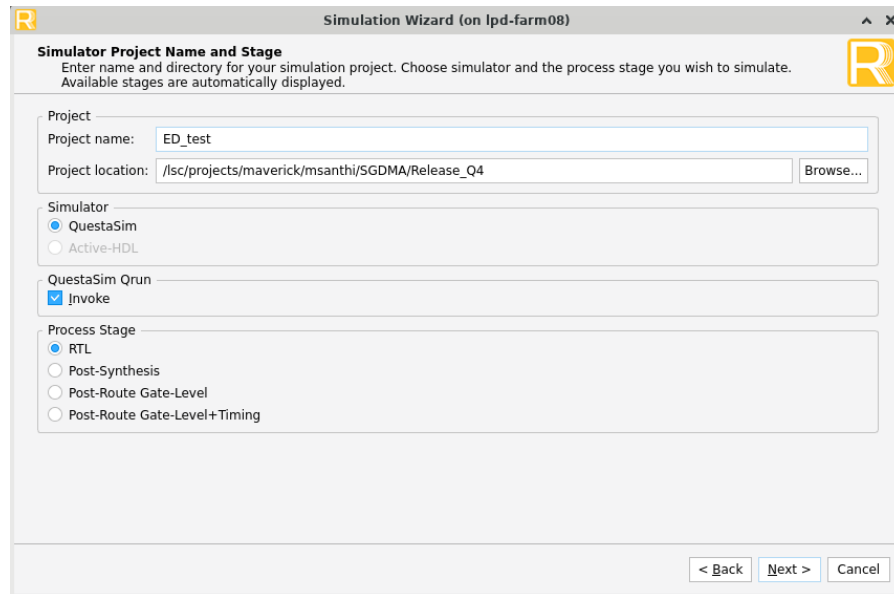 Simulation Wizard (on lpd-farm08)
Simulator Project Name and Stage
Enter name and directory for your simulation project. Choose simulator and the process stage you wish to simulate.
Available stages are automatically displayed.
Project
Project name: ED_test
Project location: /lsc/projects/maverick/msanthi/SGDMA/Release_Q4 Browse...
Simulator
QuestaSim
Active-HDL
QuestaSim Qrun
Invoke
Process Stage
RTL
Post-Synthesis
Post-Route Gate-Level
Post-Route Gate-Level+Timing
< Back Next > Cancel